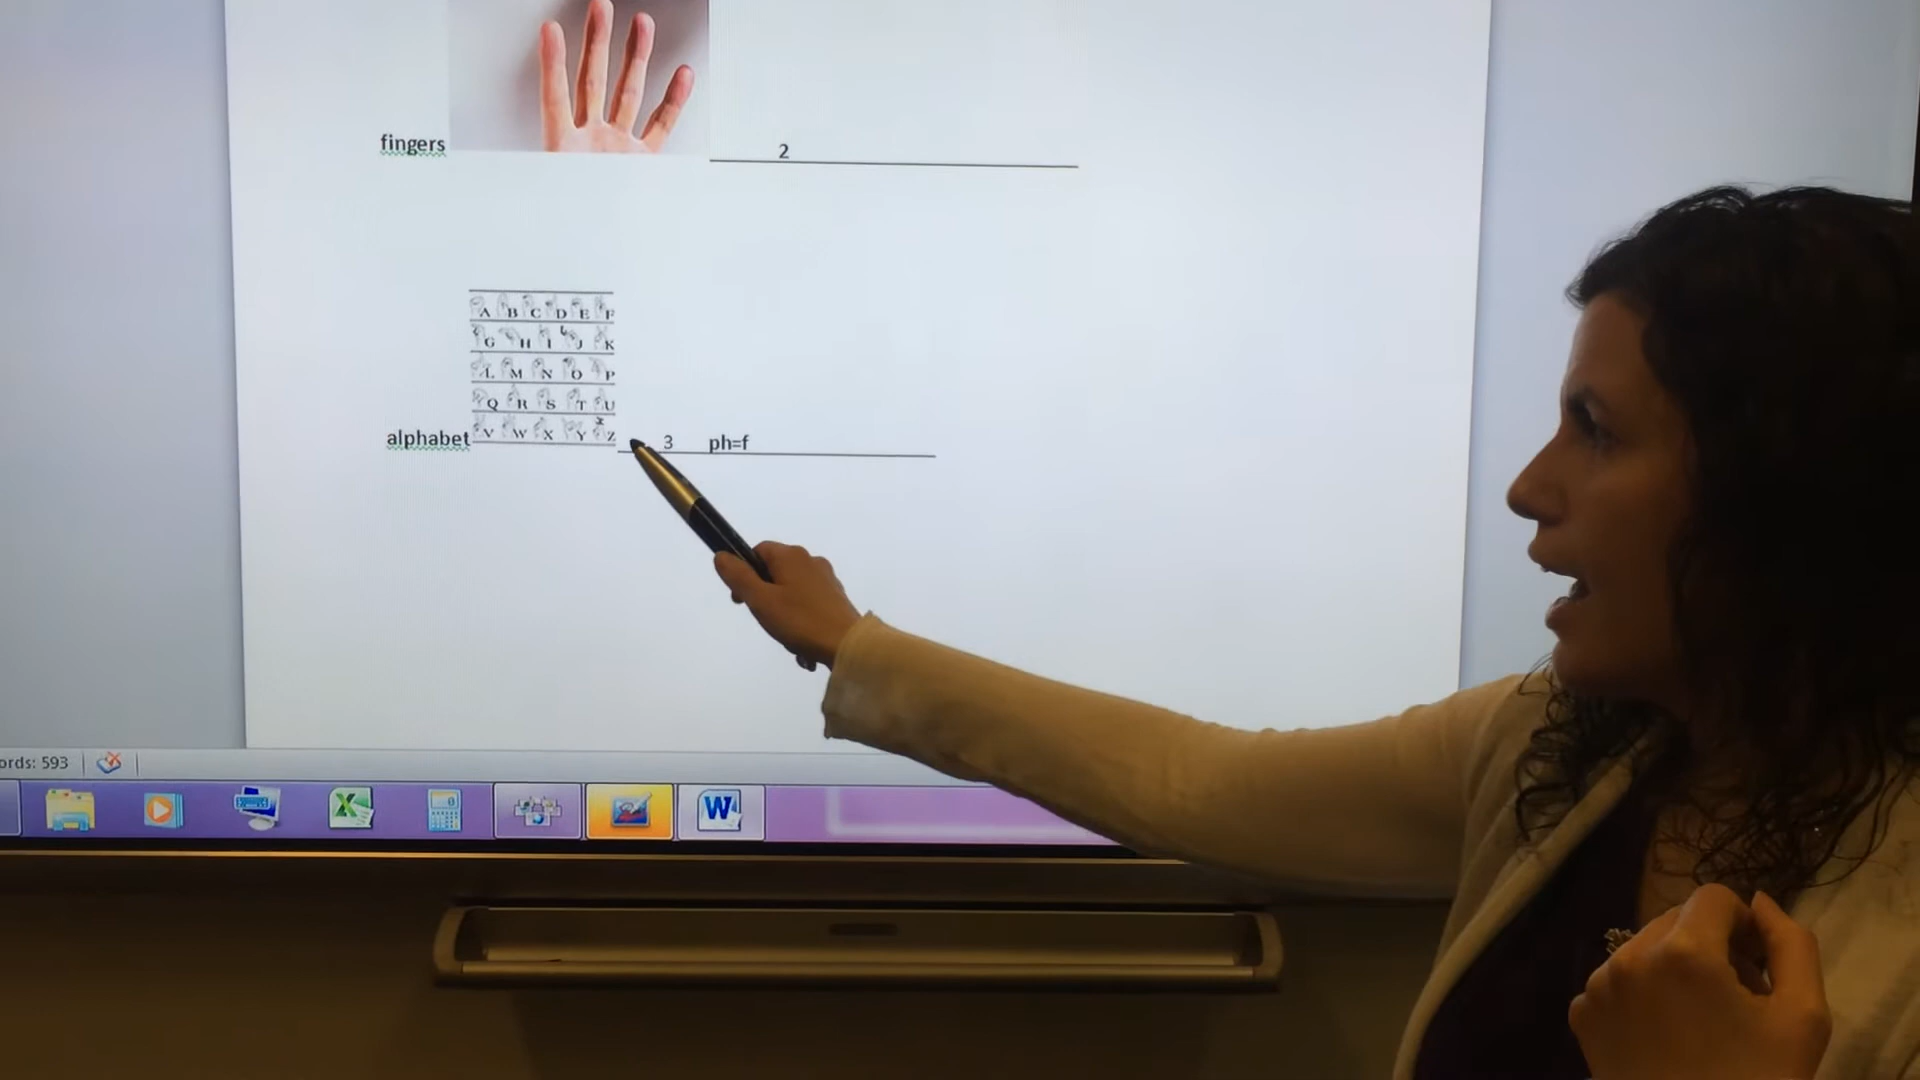 fingers 2
A B C D E F
G H I J K
L M N O P
Q R S T U
V W X Y Z
alphabet 3 ph=f
ords: 593